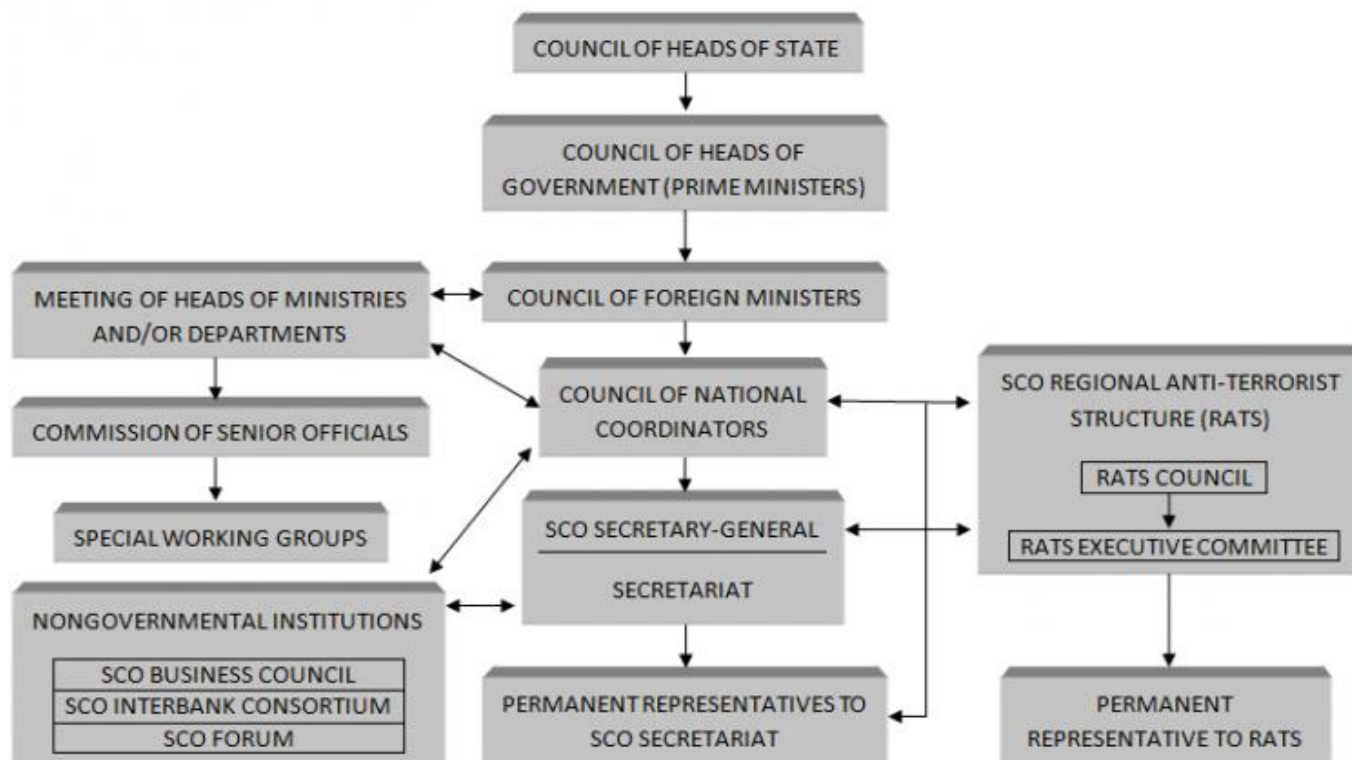 COUNCIL OF HEADS OF STATE
COUNCIL OF HEADS OF
GOVERNMENT (PRIME MINISTERS)
MEETING OF HEADS OF MINISTRIES
AND/OR DEPARTMENTS
COUNCIL OF FOREIGN MINISTERS
COMMISSION OF SENIOR OFFICIALS
COUNCIL OF NATIONAL
COORDINATORS
SCO REGIONAL ANTI-TERRORIST
STRUCTURE (RATS)
RATS COUNCIL
RATS EXECUTIVE COMMITTEE
SPECIAL WORKING GROUPS
SCO SECRETARY-GENERAL
SECRETARIAT
NONGOVERNMENTAL INSTITUTIONS
SCO BUSINESS COUNCIL
SCO INTERBANK CONSORTIUM
SCO FORUM
PERMANENT REPRESENTATIVES TO
SCO SECRETARIAT
PERMANENT
REPRESENTATIVE TO RATS